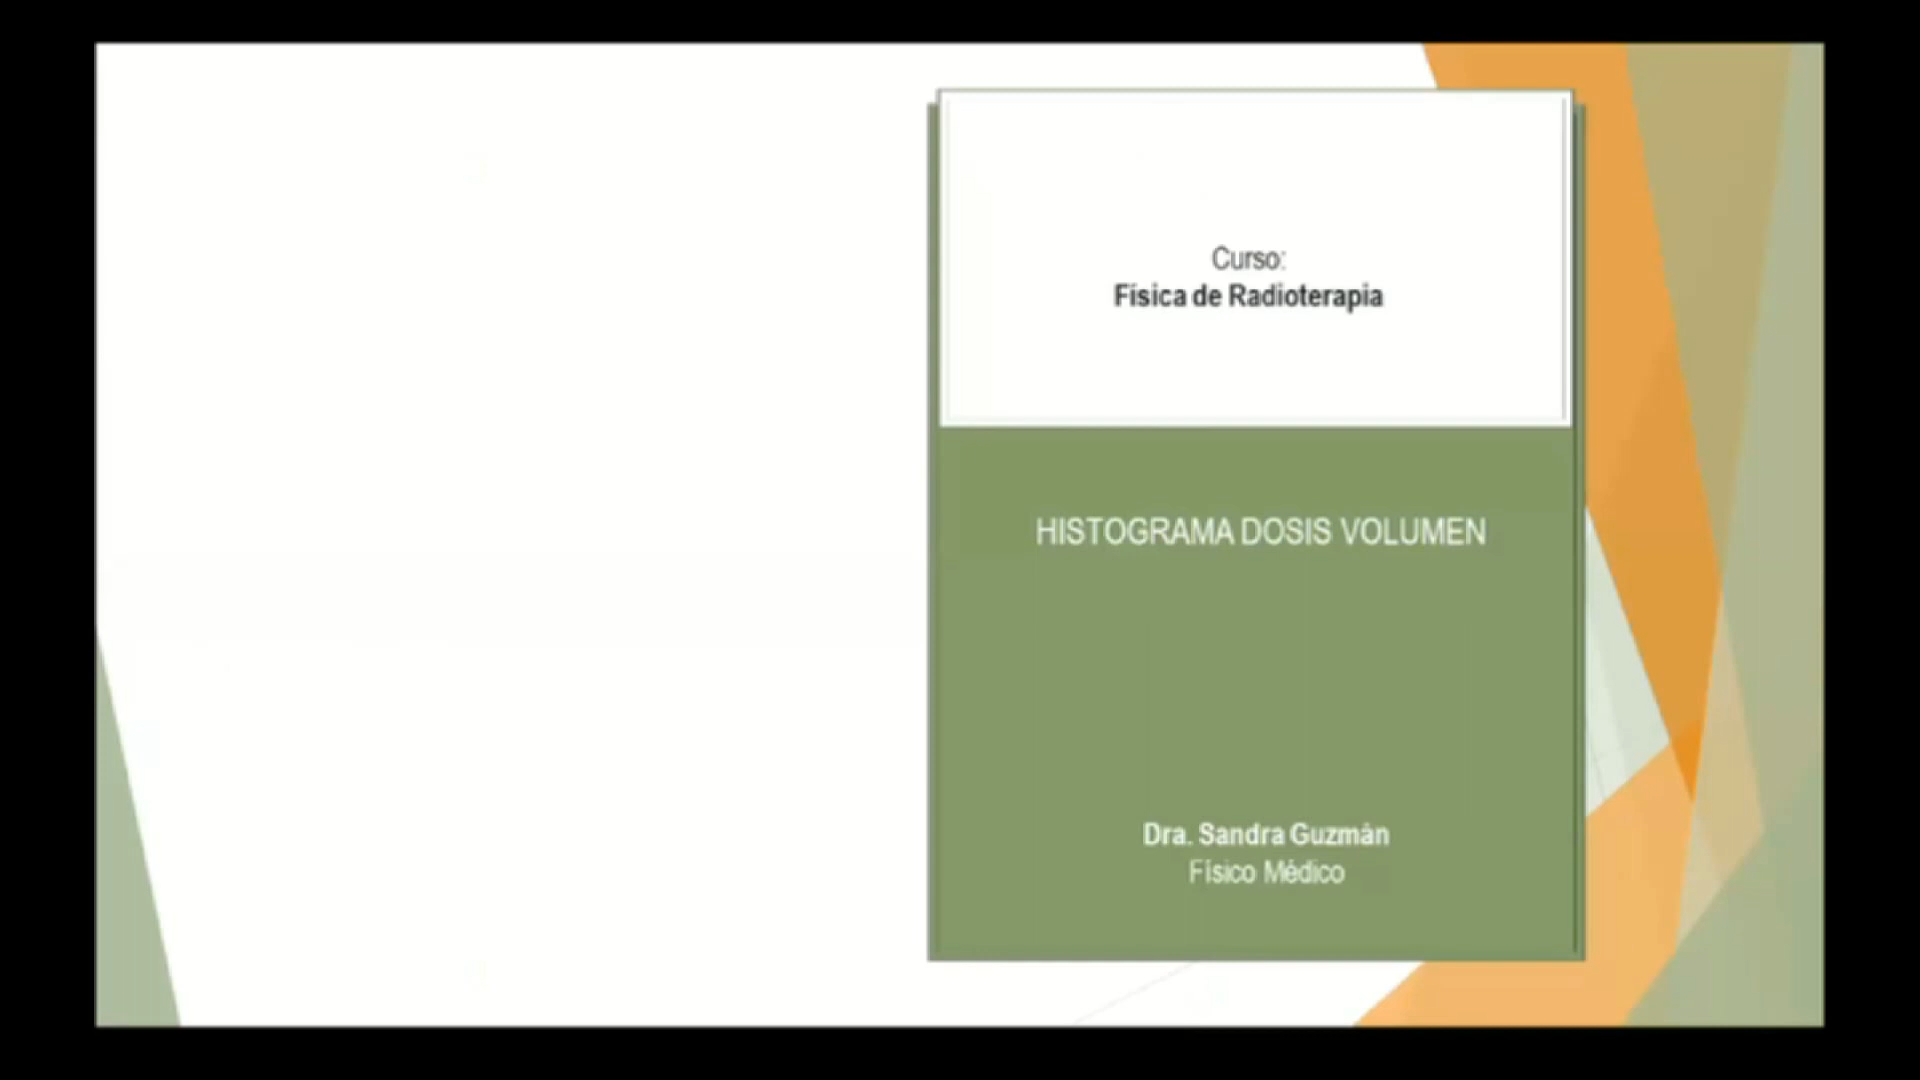 Curso:
Física de Radioterapia
HISTOGRAMA DOSIS VOLUMEN
Dra. Sandra Guzmán
Físico Médico